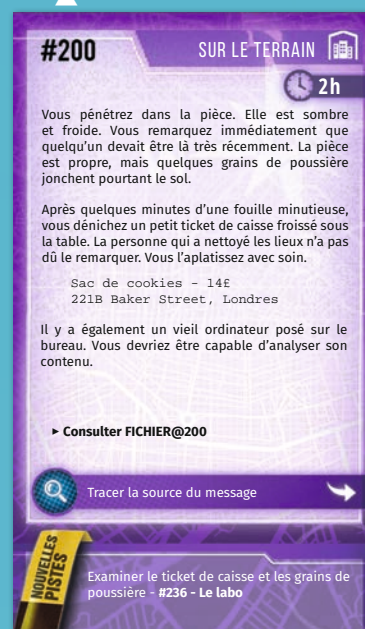 #200
SUR LE TERRAIN
2h
Vous pénétrez dans la pièce. Elle est sombre
et froide. Vous remarquez immédiatement que
quelqu'un devait être là très récemment. La pièce
est propre, mais quelques grains de poussière
jonchent pourtant le sol.
Après quelques minutes d'une fouille minutieuse,
vous dénichez un petit ticket de caisse froissé sous
la table. La personne qui a nettoyé les lieux n'a pas
dû le remarquer. Vous l'aplatissez avec soin.
Sac de cookies - 14£
221B Baker Street, Londres
Il y a également un vieil ordinateur posé sur le
bureau. Vous devriez être capable d'analyser son
contenu.
▸ Consulter FICHIER@200
Tracer la source du message
NOUVELLES
PISTES
Examiner le ticket de caisse et les grains de
poussière - #236 - Le labo